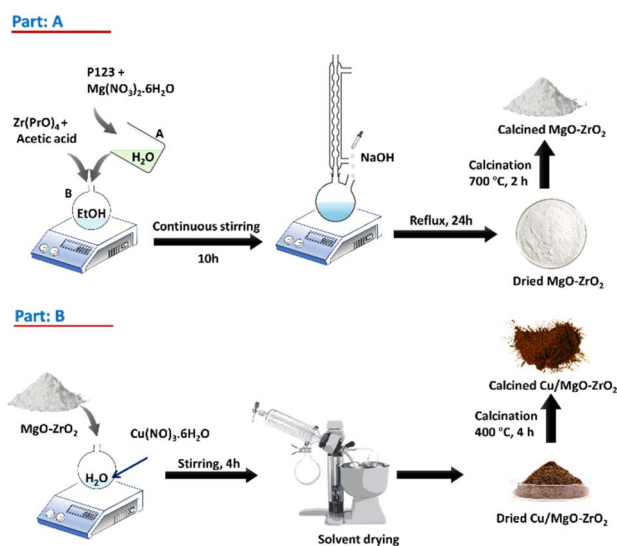 Part: A
P123 +
Mg(NO₃)₂.6H₂O
Zr(PrO)₄ +
Acetic acid
A
H₂O
B
EtOH
Continuous stirring
10h
NaOH
Reflux, 24h
Calcined MgO-ZrO₂
Calcination
700 °C, 2 h
Dried MgO-ZrO₂
Part: B
MgO-ZrO₂
Cu(NO)₃.6H₂O
H₂O
Stirring, 4h
Solvent drying
Calcined Cu/MgO-ZrO₂
Calcination
400 °C, 4 h
Dried Cu/MgO-ZrO₂